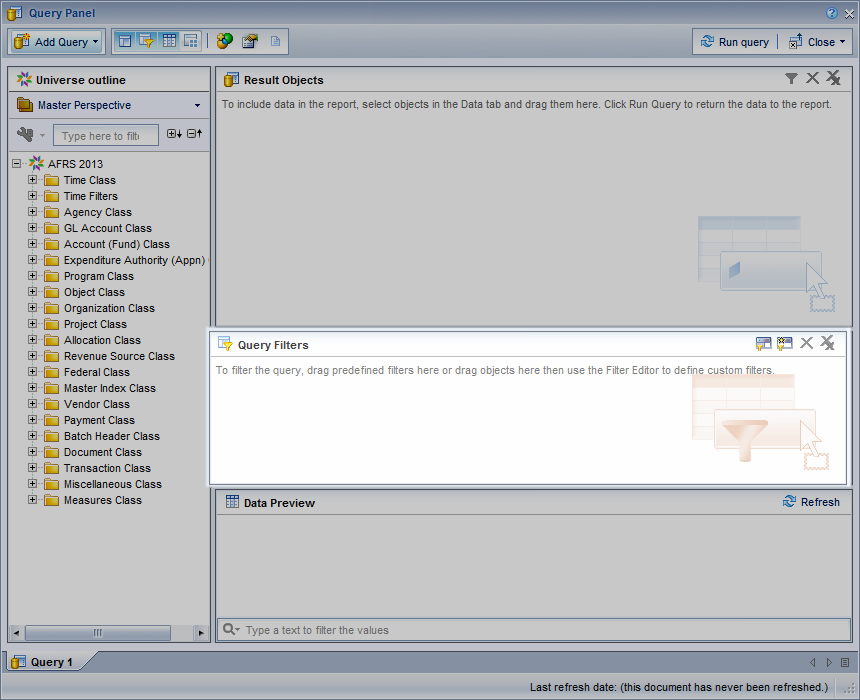 Query Panel
Add Query
Run query
Close
Universe outline
Master Perspective
Type here to filt
AFRS 2013
Time Class
Time Filters
Agency Class
GL Account Class
Account (Fund) Class
Expenditure Authority (Appn)
Program Class
Object Class
Organization Class
Project Class
Allocation Class
Revenue Source Class
Federal Class
Master Index Class
Vendor Class
Payment Class
Batch Header Class
Document Class
Transaction Class
Miscellaneous Class
Measures Class
Result Objects
To include data in the report, select objects in the Data tab and drag them here. Click Run Query to return the data to the report.
Query Filters
To filter the query, drag predefined filters here or drag objects here then use the Filter Editor to define custom filters.
Data Preview
Refresh
Type a text to filter the values
Query 1
Last refresh date: (this document has never been refreshed.)